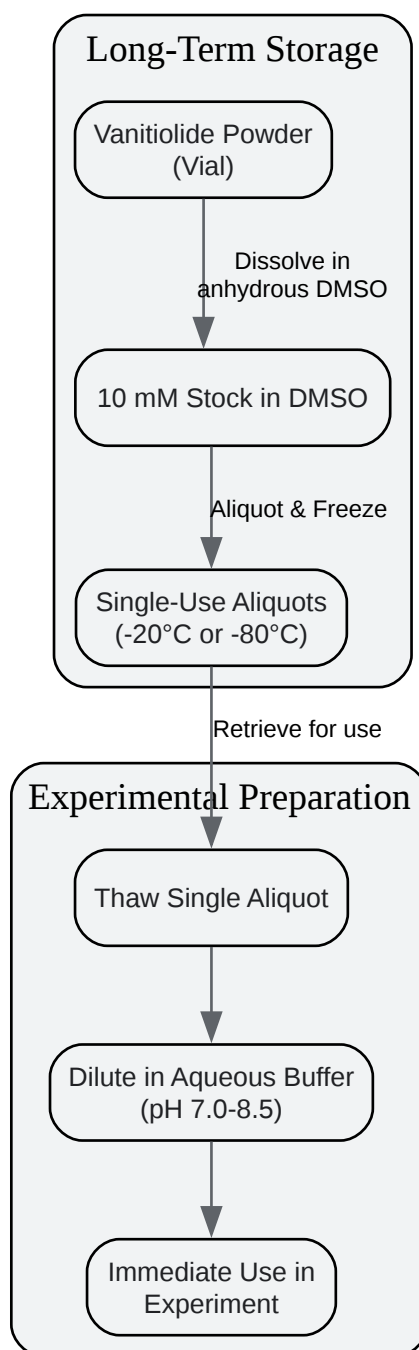 Long-Term Storage
Vanitiolide Powder
(Vial)
Dissolve in
anhydrous DMSO
10 mM Stock in DMSO
Aliquot & Freeze
Single-Use Aliquots
(-20°C or -80°C)
Retrieve for use
Experimental Preparation
Thaw Single Aliquot
Dilute in Aqueous Buffer
(pH 7.0-8.5)
Immediate Use in
Experiment